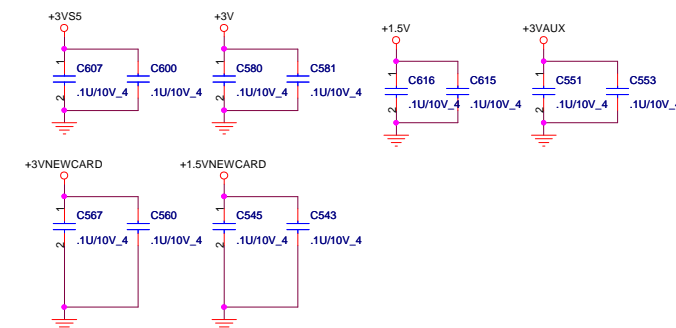 +3VS5 +3V
+1.5V +3VAUX
1 C607 C600 1 C580 C581
1 C616 C615 1 C551 C553
2 .1U/10V_4 .1U/10V_4 2 .1U/10V_4 .1U/10V_4
2 .1U/10V_4 .1U/10V_4 2 .1U/10V_4 .1U/10V_4
+3VNEWCARD +1.5VNEWCARD
1 C567 C560 1 C545 C543
2 .1U/10V_4 .1U/10V_4 2 .1U/10V_4 .1U/10V_4